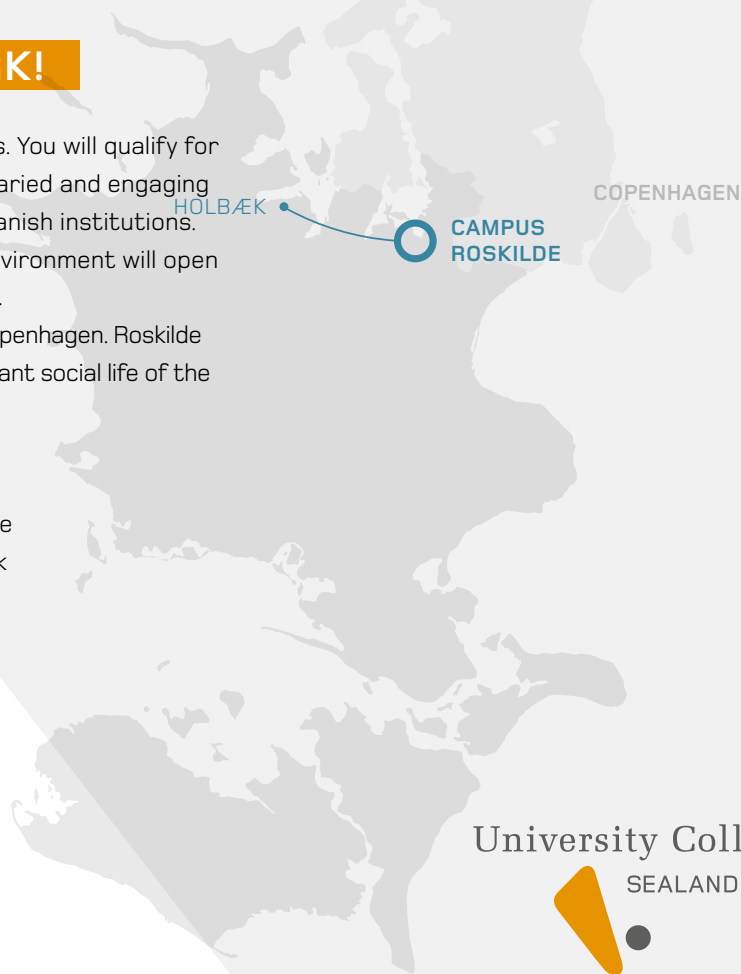 K!
s. You will qualify for
aried and engaging
anish institutions.
vironment will open
.
penhagen. Roskilde
ant social life of the
e
k
HOLBÆK
CAMPUS
ROSKILDE
COPENHAGEN
University Coll
SEALAND